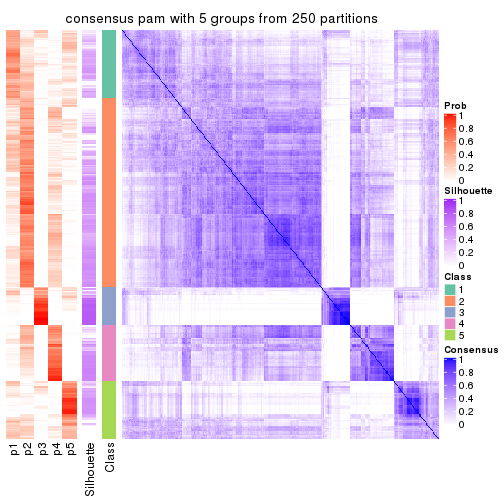 consensus pam with 5 groups from 250 partitions
Prob
1
0.8
0.6
0.4
0.2
0
Silhouette
1
0.8
0.6
0.4
0.2
0
Class
1
2
3
4
5
Consensus
1
0.8
0.6
0.4
0.2
0
p1
p2
p3
p4
p5
Silhouette
Class